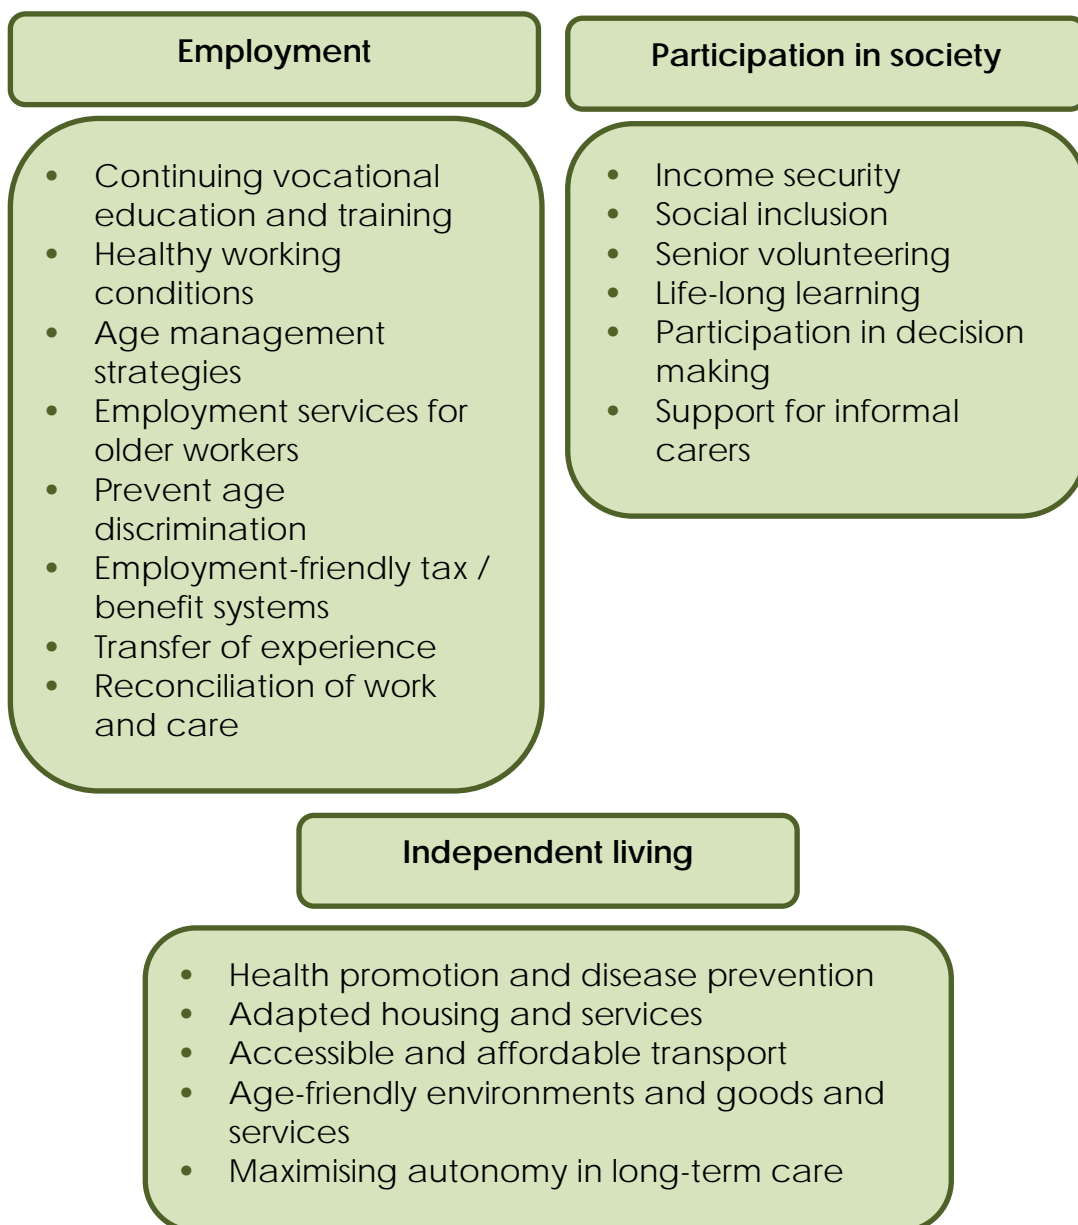 Employment
• Continuing vocational
education and training
• Healthy working
conditions
• Age management
strategies
• Employment services for
older workers
• Prevent age
discrimination
• Employment-friendly tax /
benefit systems
• Transfer of experience
• Reconciliation of work
and care
Participation in society
• Income security
• Social inclusion
• Senior volunteering
• Life-long learning
• Participation in decision
making
• Support for informal
carers
Independent living
• Health promotion and disease prevention
• Adapted housing and services
• Accessible and affordable transport
• Age-friendly environments and goods and
services
• Maximising autonomy in long-term care